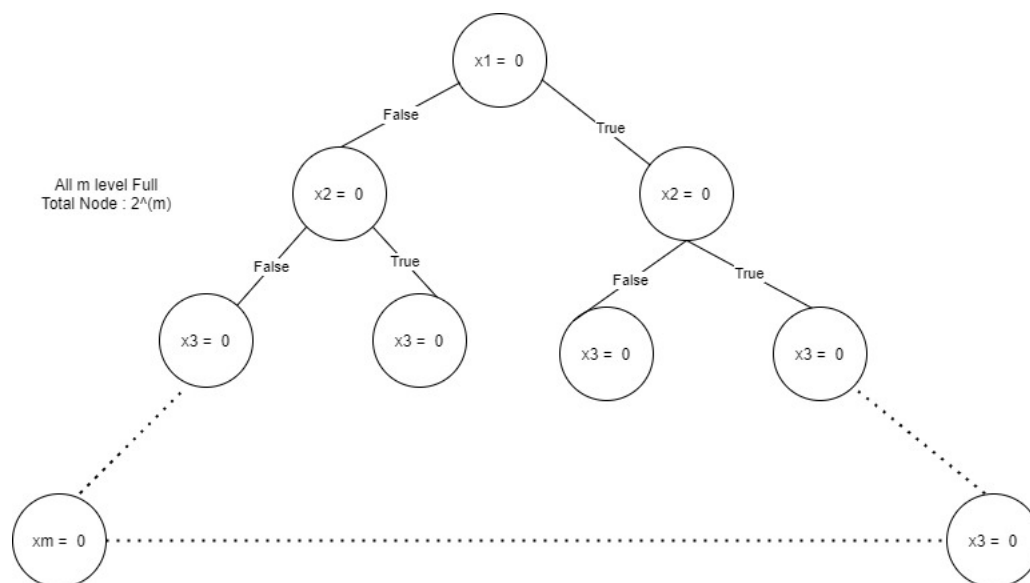 x1 = 0
False
True
All m level Full
Total Node : 2^(m)
x2 = 0
x2 = 0
False
True
False
True
x3 = 0
x3 = 0
x3 = 0
x3 = 0
xm = 0
x3 = 0